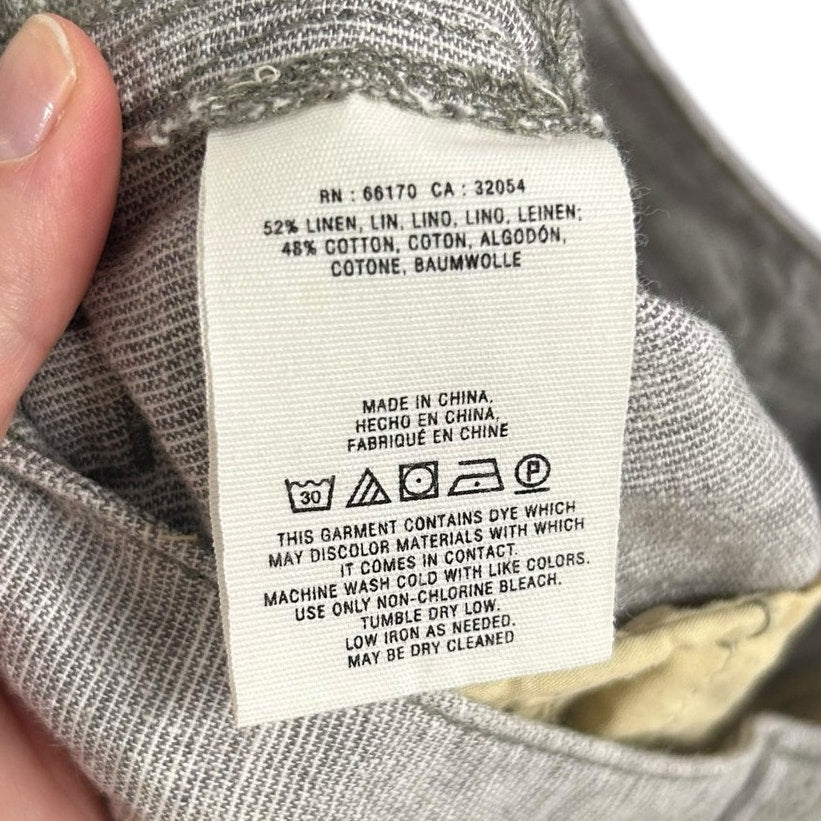 RN : 66170 CA : 32054
52% LINEN, LIN, LINO, LINO, LEINEN;
48% COTTON, COTON, ALGODÓN,
COTONE, BAUMWOLLE
MADE IN CHINA,
HECHO EN CHINA,
FABRIQUÉ EN CHINE
30 P
THIS GARMENT CONTAINS DYE WHICH
MAY DISCOLOR MATERIALS WITH WHICH
IT COMES IN CONTACT.
MACHINE WASH COLD WITH LIKE COLORS.
USE ONLY NON-CHLORINE BLEACH.
TUMBLE DRY LOW.
LOW IRON AS NEEDED.
MAY BE DRY CLEANED